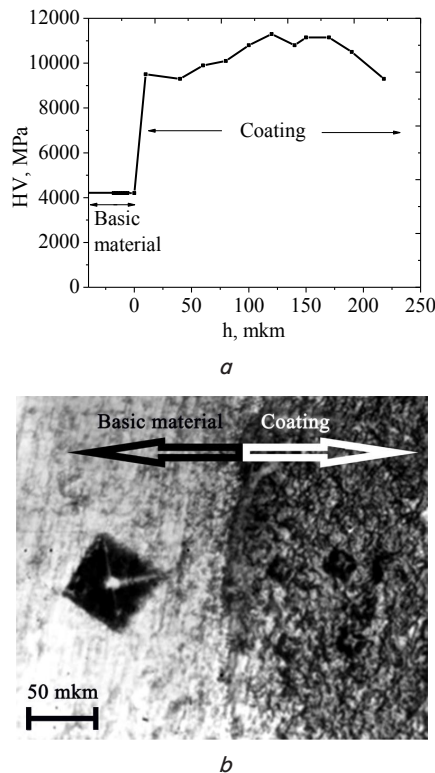 12000
10000
8000
6000
4000
2000
0
HV, MPa
Coating
Basic
material
0 50 100 150 200 250
h, mkm
a
Basic material Coating
50 mkm
b